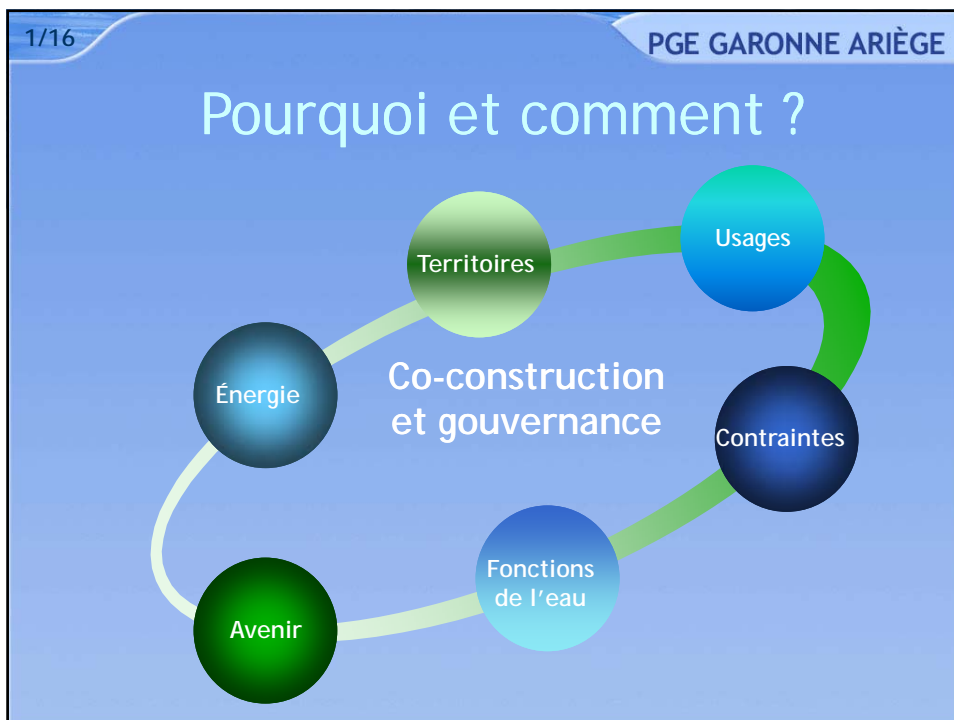 1/16
PGE GARONNE ARIÈGE
Pourquoi et comment ?
Territoires
Usages
Énergie
Co-construction
et gouvernance
Contraintes
Fonctions
de l'eau
Avenir